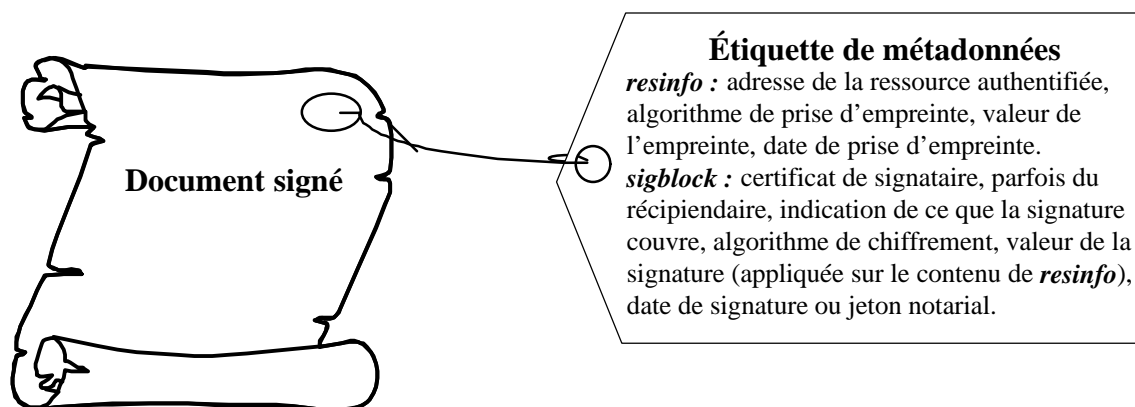 Document signé
Étiquette de métadonnées
resinfo : adresse de la ressource authentifiée,
algorithme de prise d’empreinte, valeur de
l’empreinte, date de prise d’empreinte.
sigblock : certificat de signataire, parfois du
récipiendaire, indication de ce que la signature
couvre, algorithme de chiffrement, valeur de la
signature (appliquée sur le contenu de resinfo),
date de signature ou jeton notarial.